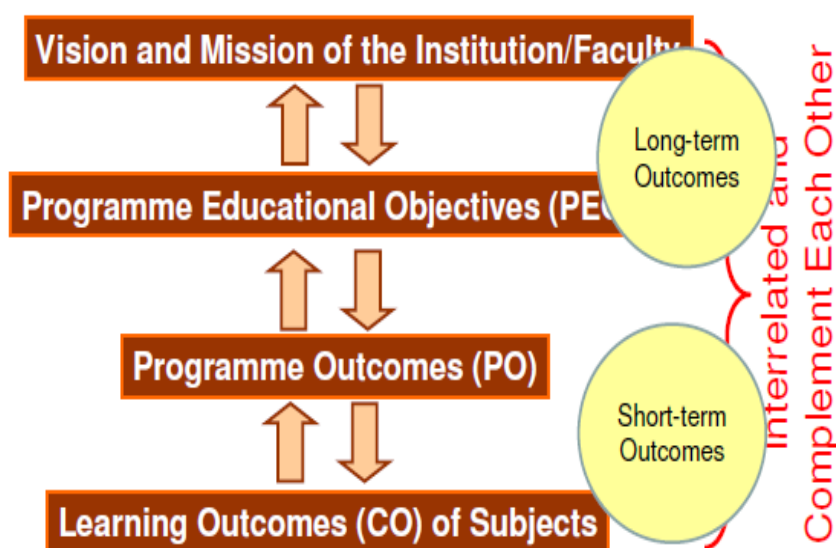 Vision and Mission of the Institution/Faculty
Long-term
Outcomes
Programme Educational Objectives (PEO
Programme Outcomes (PO)
Short-term
Outcomes
Learning Outcomes (CO) of Subjects
Interrelated and
Complement Each Other